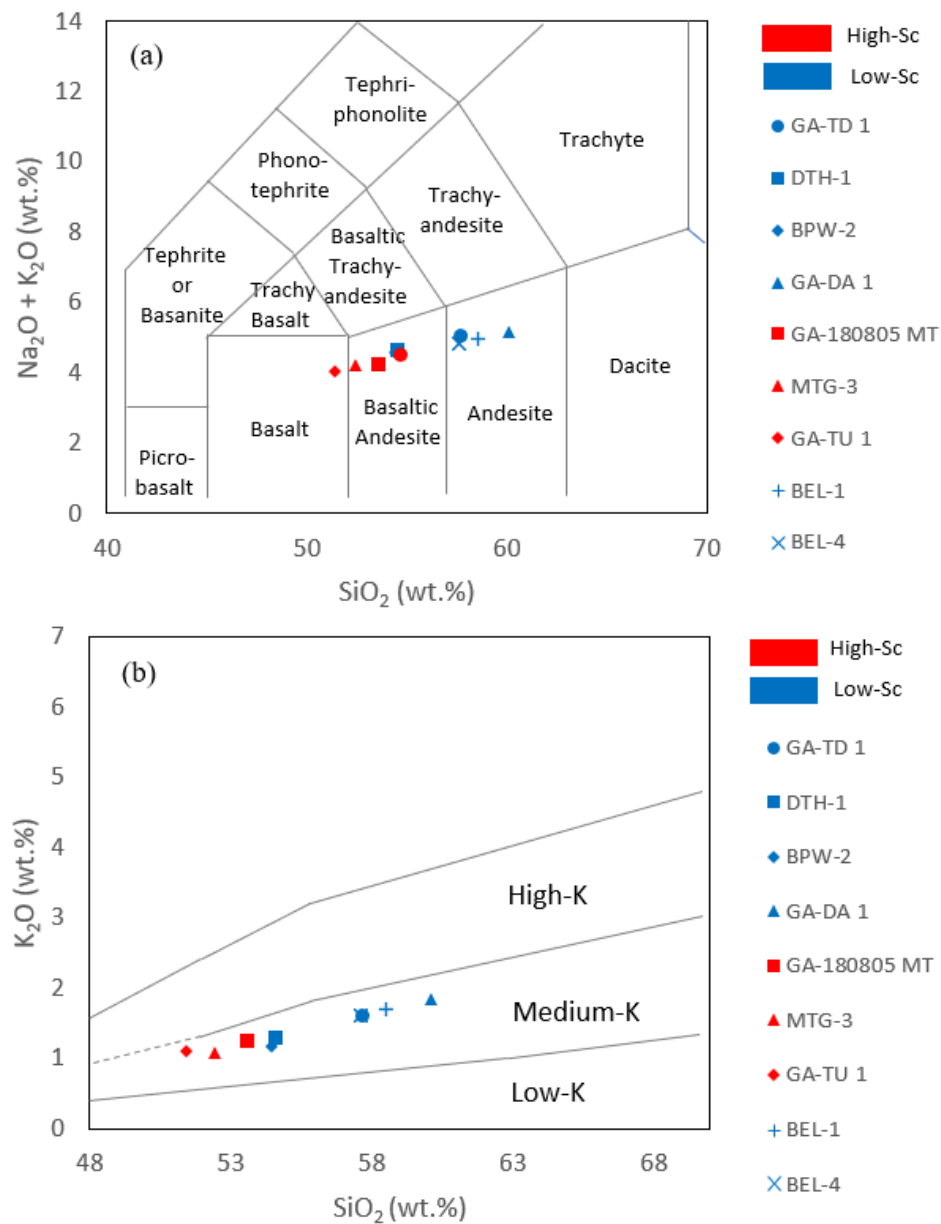 (a)
14
12
10
8
6
4
2
0
Na₂O + K₂O (wt.%)
40
50
60
70
SiO₂ (wt.%)
Tephri-
phonolite
Phono-
tephrite
Trachyte
Trachy-
andesite
Basaltic
Trachy-
andesite
Tephrite
or
Basanite
Trachy
Basalt
Basalt
Basaltic
Andesite
Andesite
Dacite
Picro-
basalt
High-Sc
Low-Sc
GA-TD 1
DTH-1
BPW-2
GA-DA 1
GA-180805 MT
MTG-3
GA-TU 1
BEL-1
BEL-4
(b)
7
6
5
4
3
2
1
0
K₂O (wt.%)
48
53
58
63
68
SiO₂ (wt.%)
High-K
Medium-K
Low-K
High-Sc
Low-Sc
GA-TD 1
DTH-1
BPW-2
GA-DA 1
GA-180805 MT
MTG-3
GA-TU 1
BEL-1
BEL-4